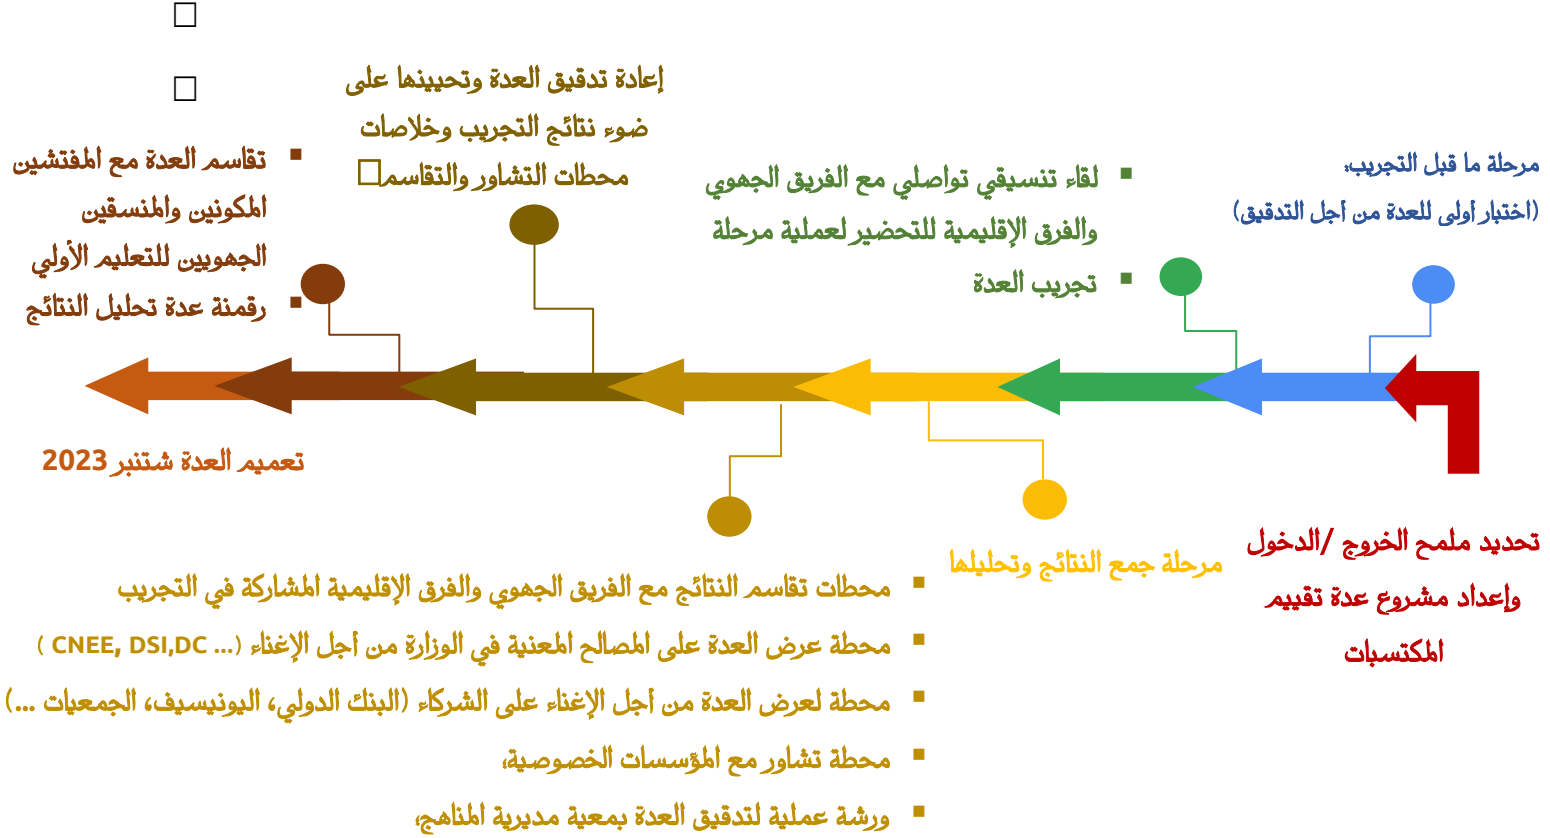 تحديد ملمح الخروج /الدخول
وإعداد مشروع عدة تقييم
المكتسبات
مرحلة ما قبل التجريب:
(اختبار أولى للعدة من أجل التدقيق)
▪ لقاء تنسيقي تواصلي مع الفريق الجهوي
والفرق الإقليمية للتحضير لعملية مرحلة
▪ تجريب العدة
مرحلة جمع النتائج وتحليلها
▪ محطات تقاسم النتائج مع الفريق الجهوي والفرق الإقليمية المشاركة في التجريب
▪ محطة عرض العدة على المصالح المعنية في الوزارة من أجل الإغناء (... CNEE, DSI,DC )
▪ محطة لعرض العدة من أجل الإغناء على الشركاء (البنك الدولي، اليونيسيف، الجمعيات ...)
▪ محطة تشاور مع المؤسسات الخصوصية؛
▪ ورشة عملية لتدقيق العدة بمعية مديرية المناهج؛
إعادة تدقيق العدة وتحيينها على
ضوء نتائج التجريب وخلاصات
محطات التشاور والتقاسم
▪ تقاسم العدة مع المفتشين
المكونين والمنسقين
الجهويين للتعليم الأولي
▪ رقمنة عدة تحليل النتائج
تعميم العدة شتنبر 2023